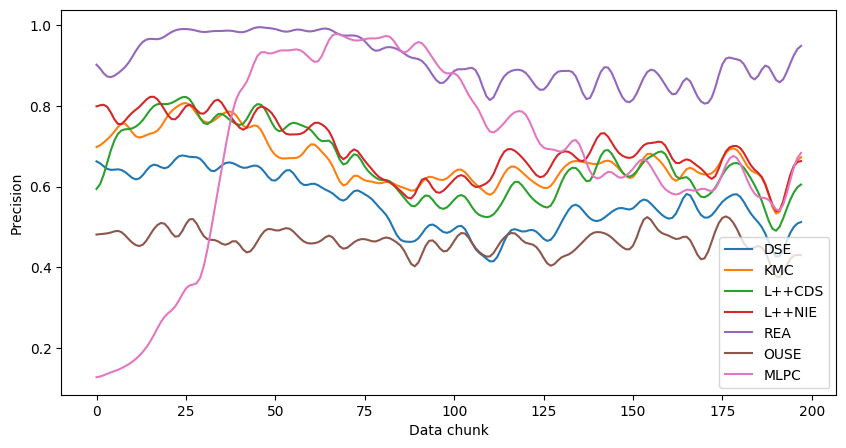 1.0
0.8
0.6
0.4
0.2
Precision
0
25
50
75
100
125
150
175
200
Data chunk
DSE
KMC
L++CDS
L++NIE
REA
OUSE
MLPC